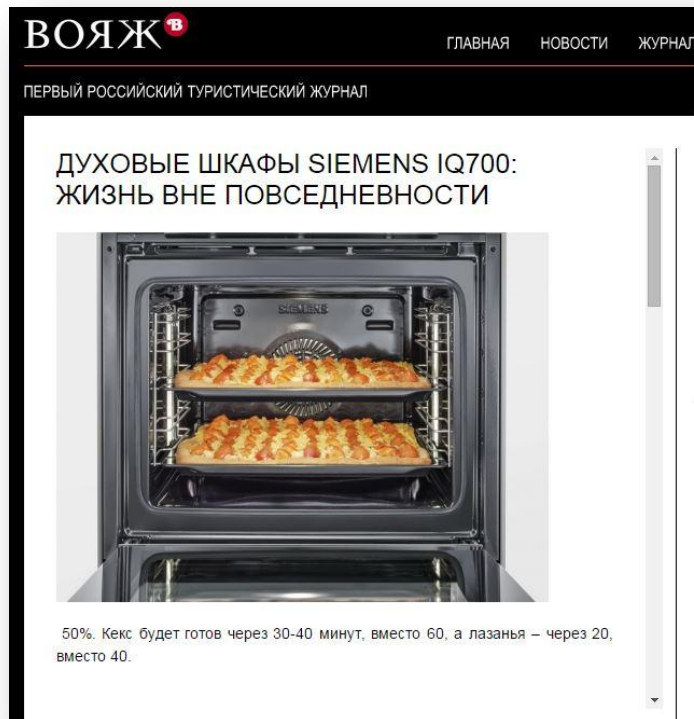 ВОЯЖ В
ГЛАВНАЯ НОВОСТИ ЖУРНАЛ
ПЕРВЫЙ РОССИЙСКИЙ ТУРИСТИЧЕСКИЙ ЖУРНАЛ
ДУХОВЫЕ ШКАФЫ SIEMENS IQ700:
ЖИЗНЬ ВНЕ ПОВСЕДНЕВНОСТИ
SIEMENS
50%. Кекс будет готов через 30-40 минут, вместо 60, а лазанья – через 20,
вместо 40.